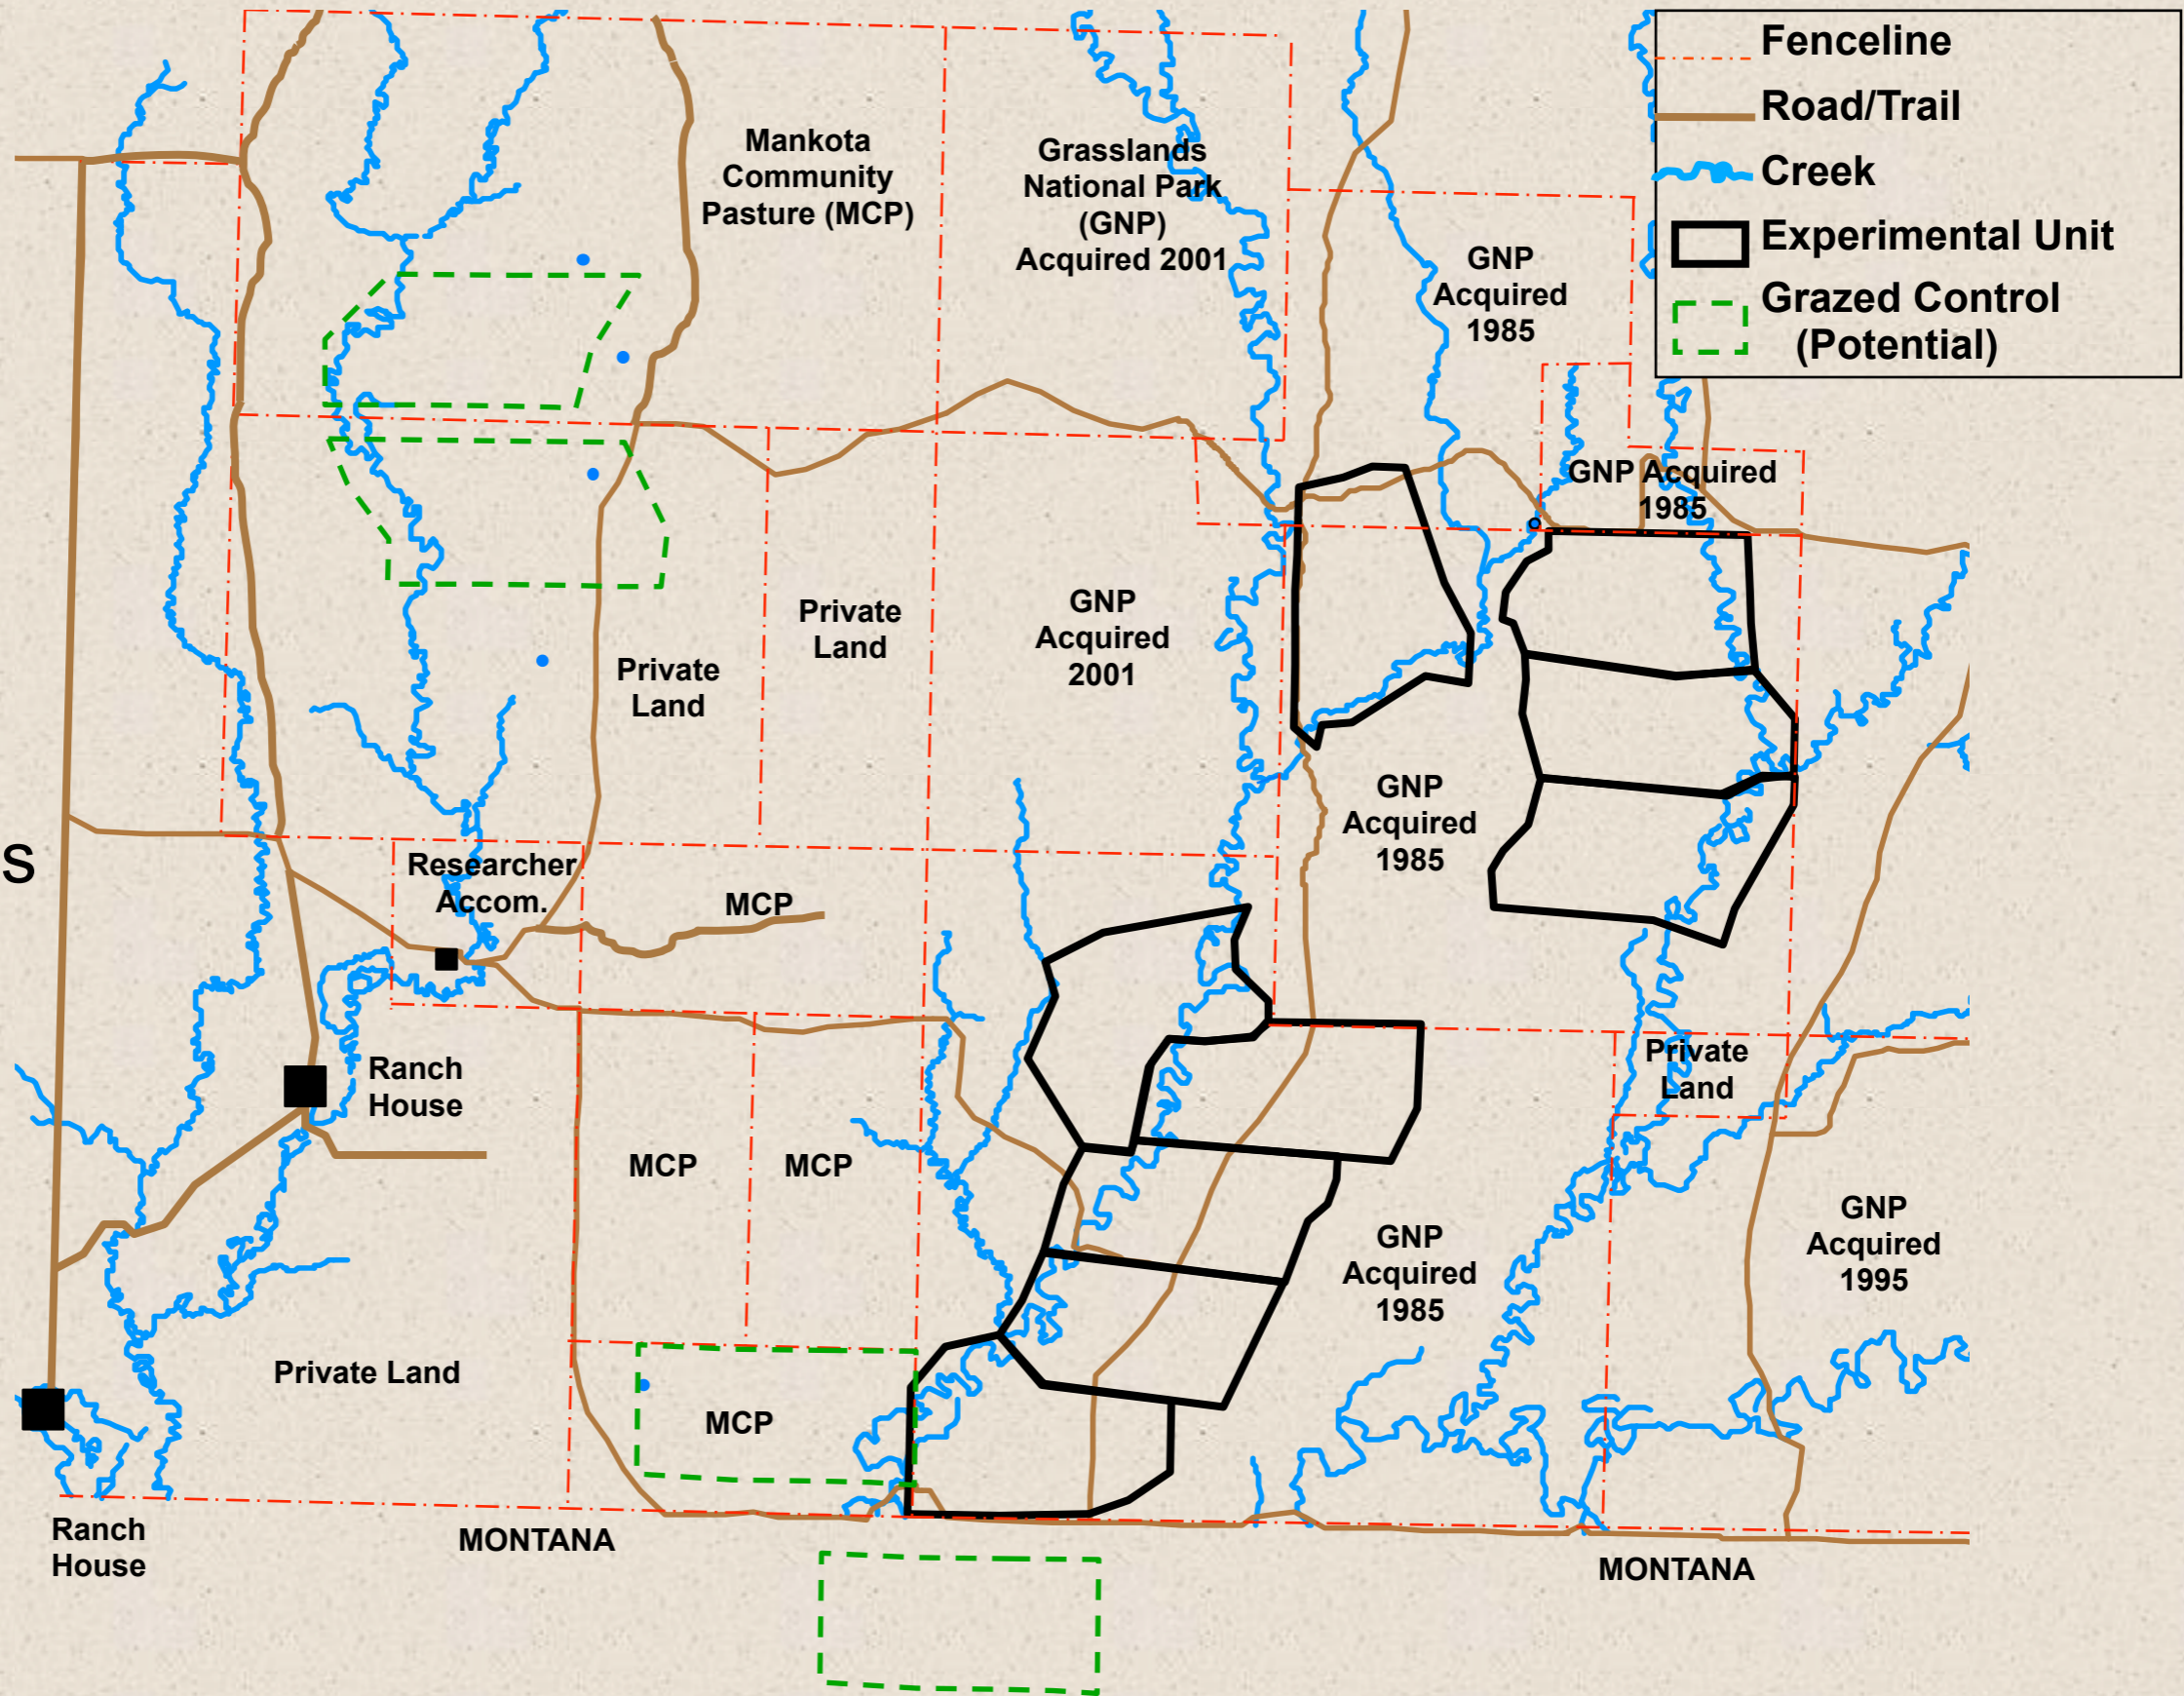 Fenceline
Road/Trail
Creek
Experimental Unit
Grazed Control
(Potential)
Mankota
Community
Pasture (MCP)
Grasslands
National Park
(GNP)
Acquired 2001
GNP
Acquired
1985
GNP Acquired
1985
Private
Land
Private
Land
GNP
Acquired
2001
GNP
Acquired
1985
s
Researcher
Accom.
MCP
Ranch
House
Private
Land
MCP
MCP
GNP
Acquired
1985
GNP
Acquired
1995
Private Land
MCP
Ranch
House
MONTANA
MONTANA